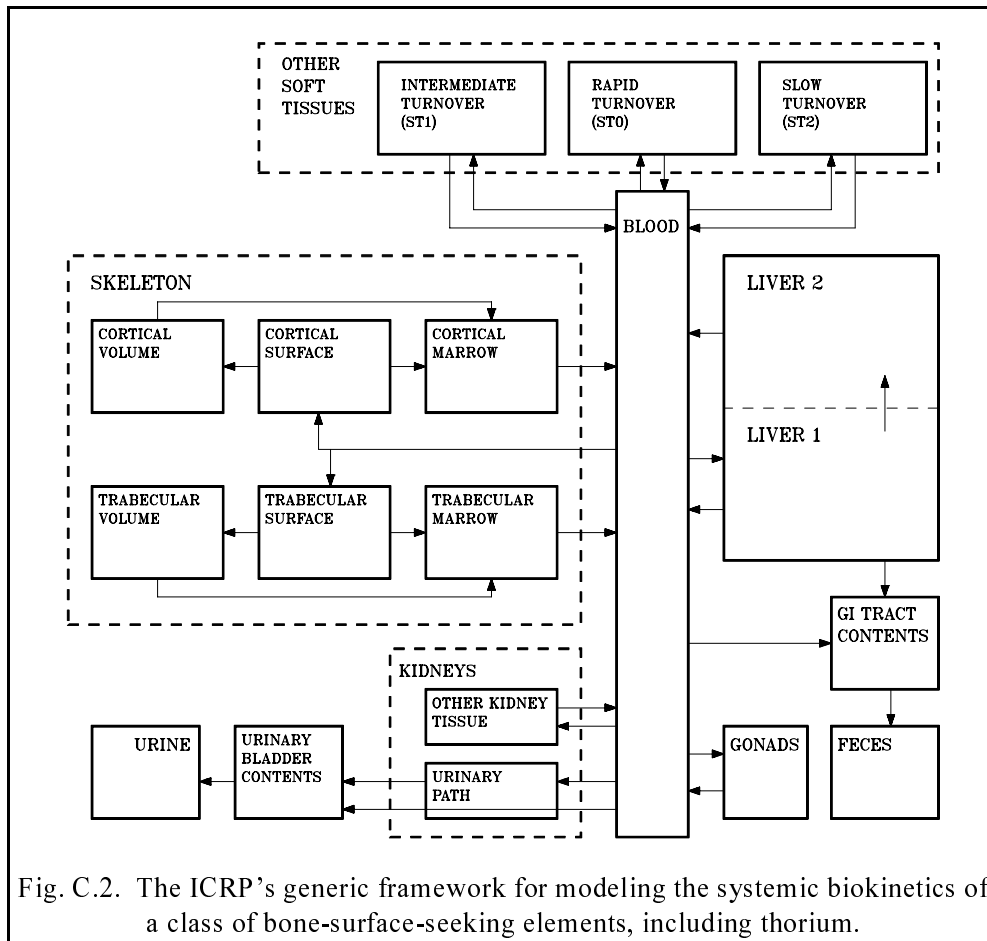 OTHER
SOFT
TISSUES
INTERMEDIATE
TURNOVER
(ST1)
RAPID
TURNOVER
(ST0)
SLOW
TURNOVER
(ST2)
BLOOD
SKELETON
CORTICAL
VOLUME
CORTICAL
SURFACE
CORTICAL
MARROW
TRABECULAR
VOLUME
TRABECULAR
SURFACE
TRABECULAR
MARROW
LIVER 2
LIVER 1
GI TRACT
CONTENTS
KIDNEYS
OTHER KIDNEY
TISSUE
URINARY
PATH
URINE
URINARY
BLADDER
CONTENTS
GONADS
FECES
Fig. C.2. The ICRP's generic framework for modeling the systemic biokinetics of
a class of bone-surface-seeking elements, including thorium.